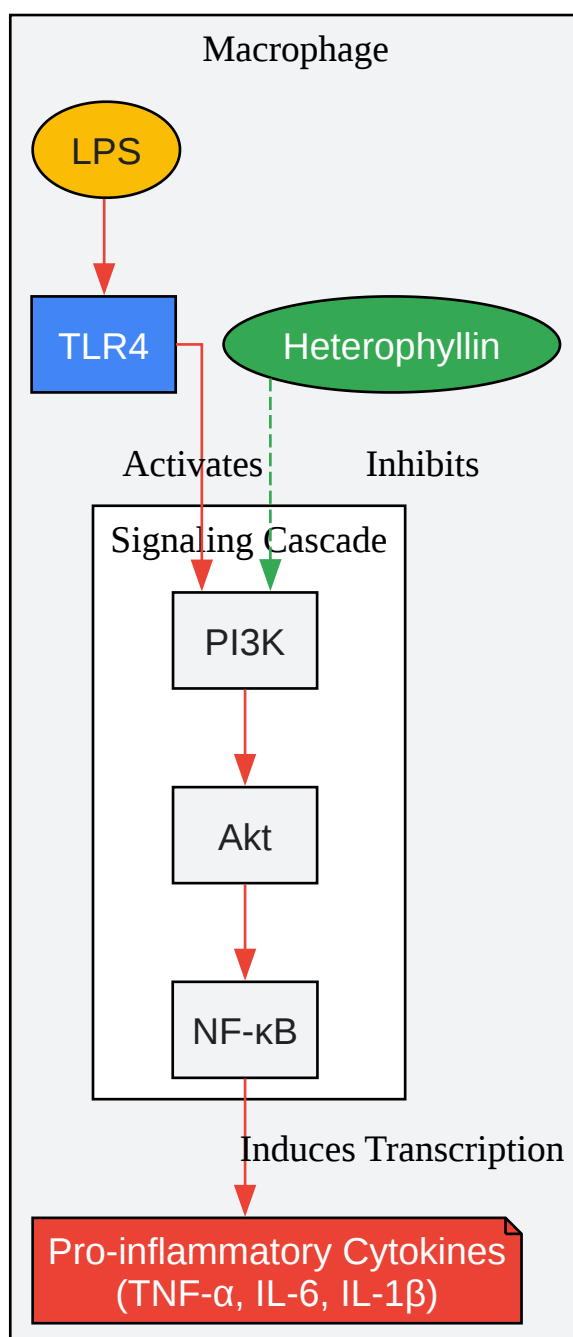 Macrophage
LPS
TLR4
Heterophyllin
Activates
Inhibits
Signaling Cascade
PI3K
Akt
NF-κB
Induces Transcription
Pro-inflammatory Cytokines
(TNF-α, IL-6, IL-1β)